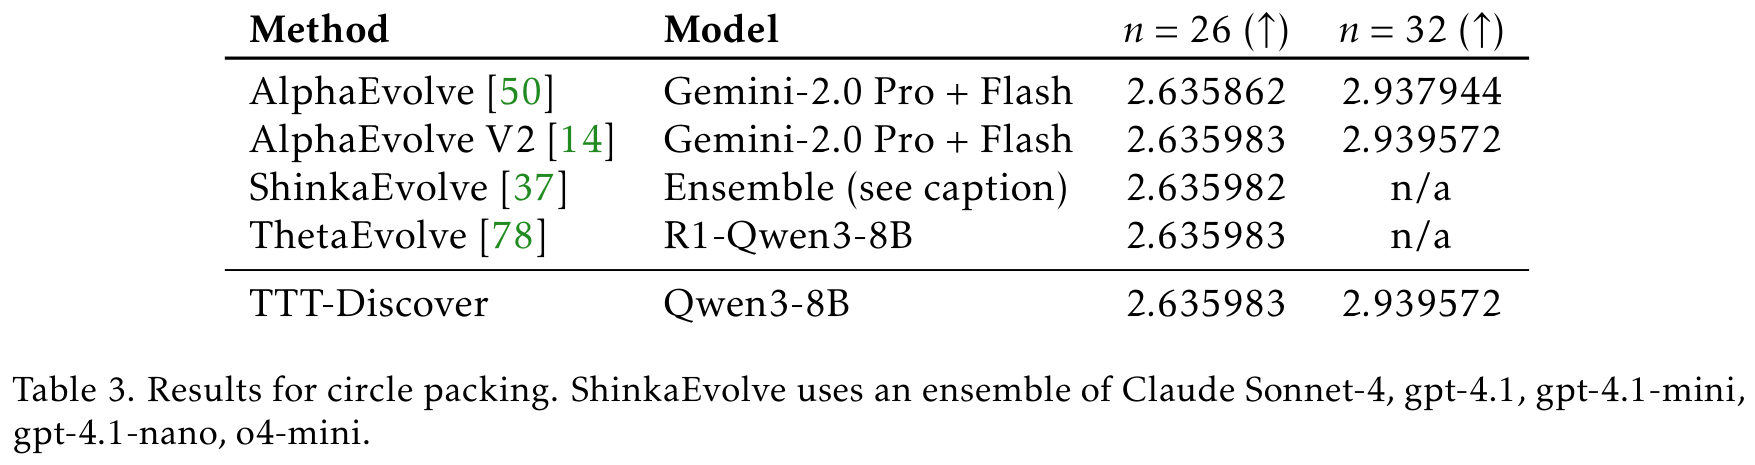 Method Model n = 26 (↑) n = 32 (↑)
AlphaEvolve [50] Gemini-2.0 Pro + Flash 2.635862 2.937944
AlphaEvolve V2 [14] Gemini-2.0 Pro + Flash 2.635983 2.939572
ShinkaEvolve [37] Ensemble (see caption) 2.635982 n/a
ThetaEvolve [78] R1-Qwen3-8B 2.635983 n/a
TTT-Discover Qwen3-8B 2.635983 2.939572
Table 3. Results for circle packing. ShinkaEvolve uses an ensemble of Claude Sonnet-4, gpt-4.1, gpt-4.1-mini,
gpt-4.1-nano, o4-mini.